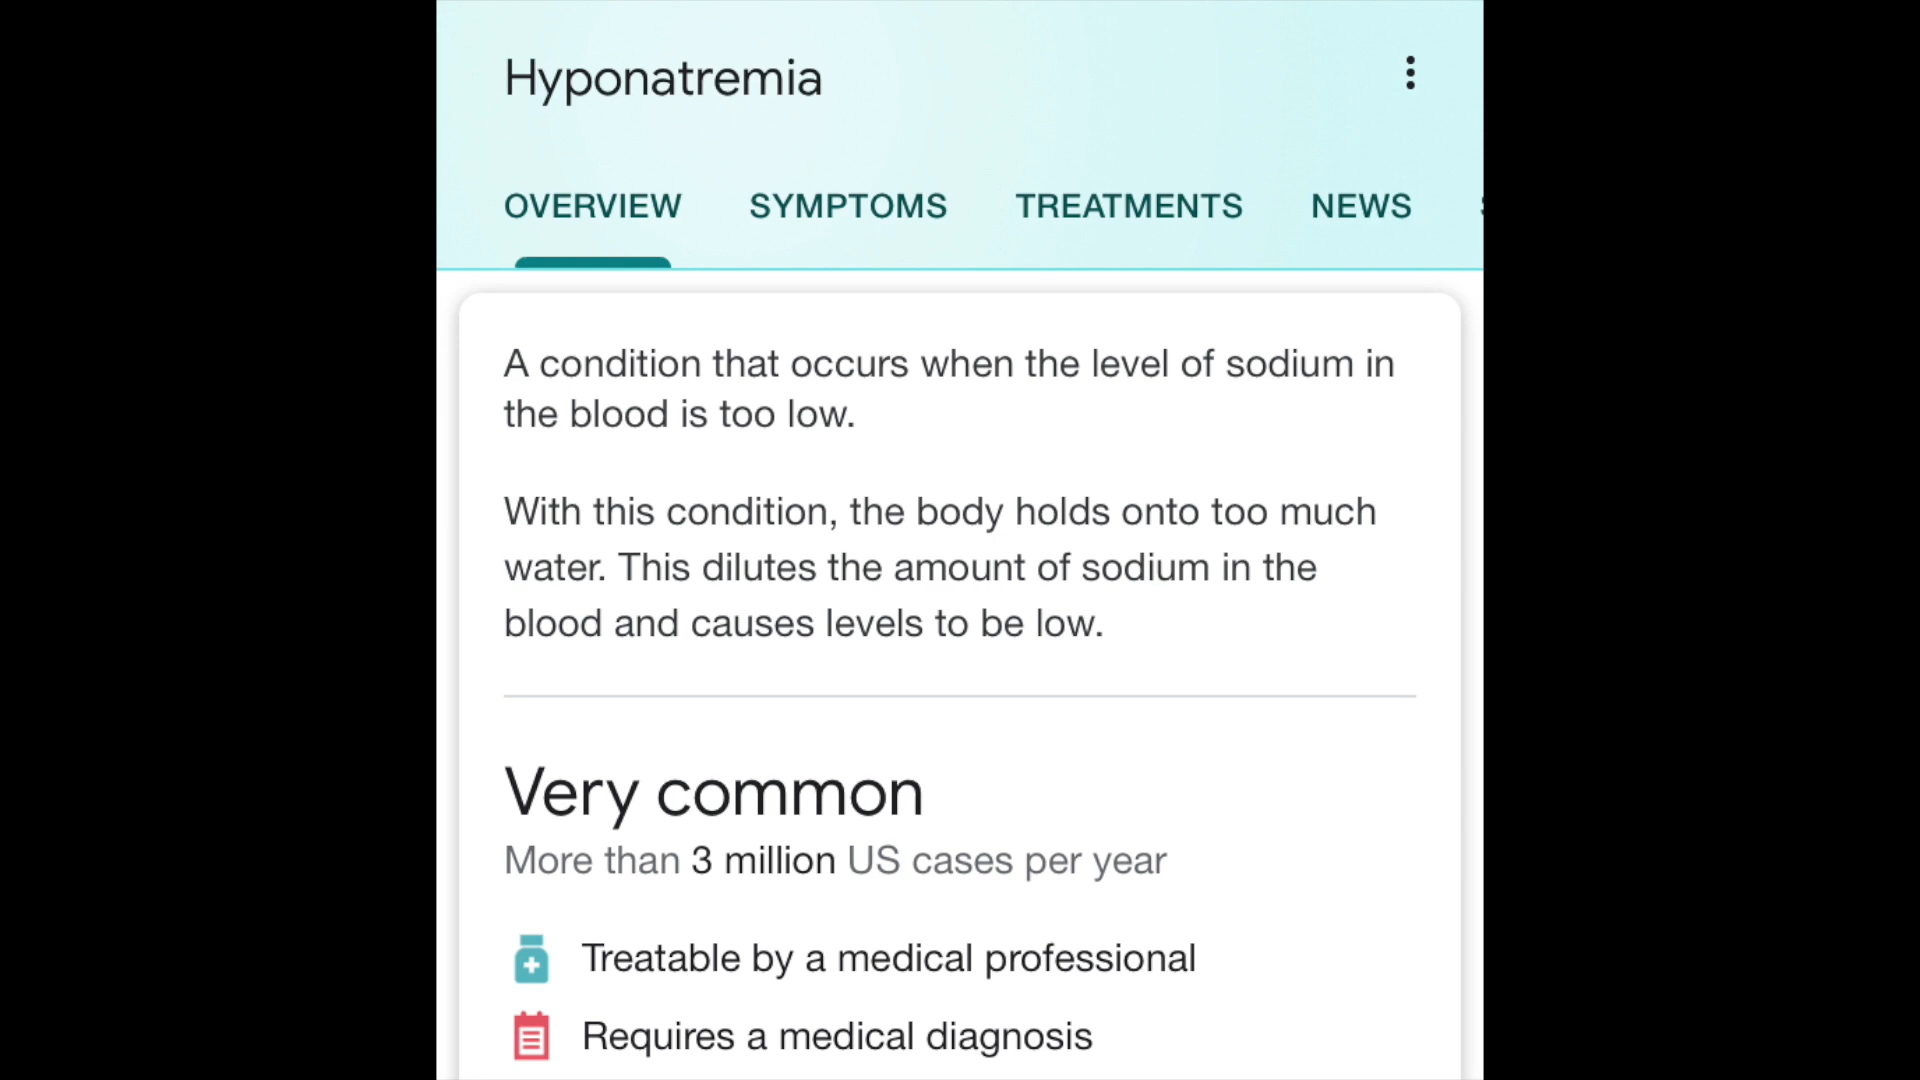 Hyponatremia
OVERVIEW SYMPTOMS TREATMENTS NEWS
A condition that occurs when the level of sodium in
the blood is too low.
With this condition, the body holds onto too much
water. This dilutes the amount of sodium in the
blood and causes levels to be low.
Very common
More than 3 million US cases per year
Treatable by a medical professional
Requires a medical diagnosis